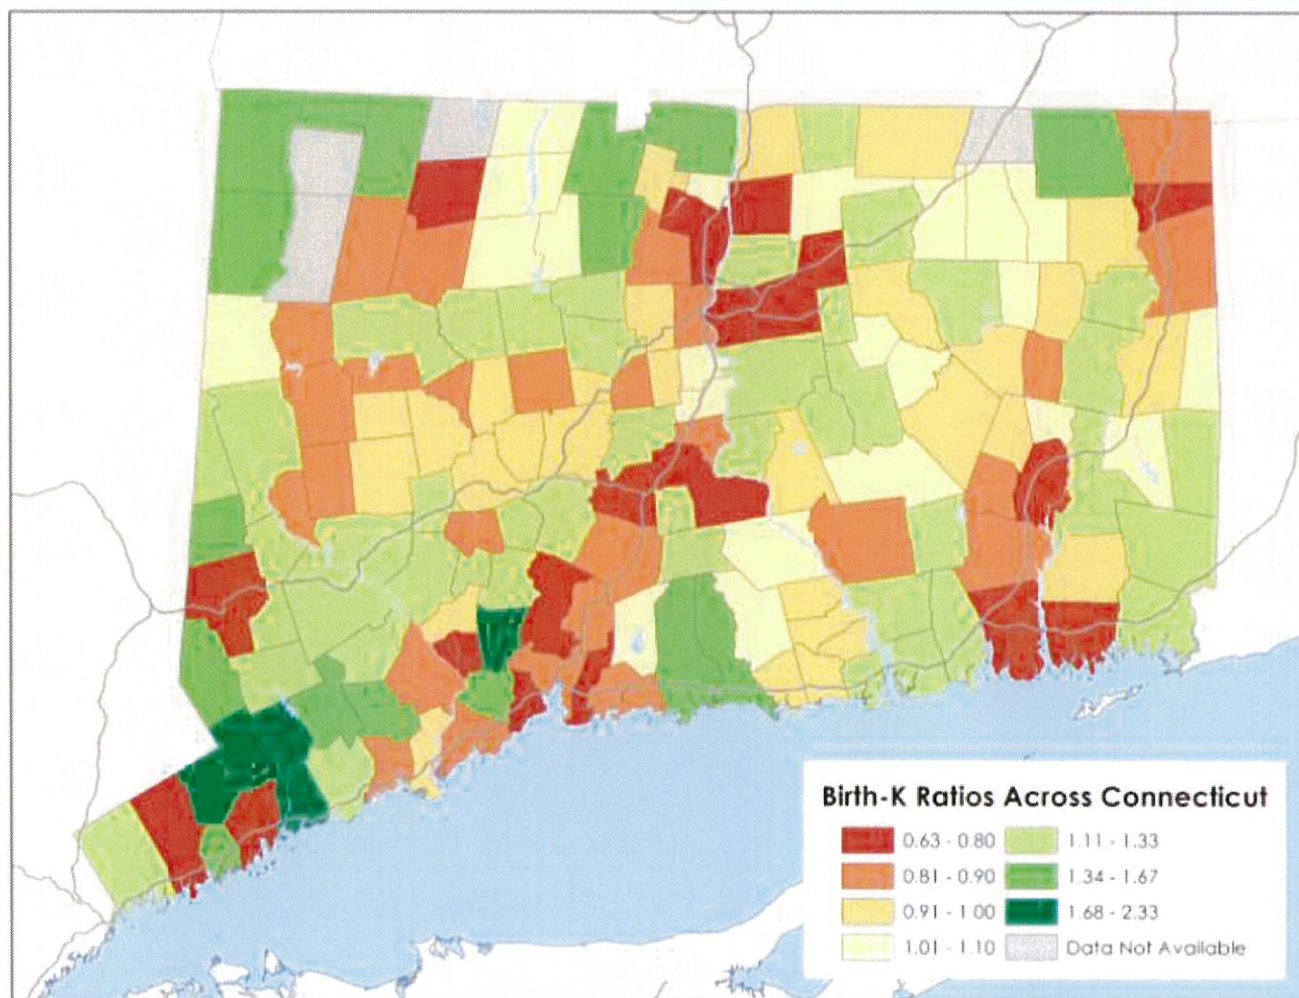 Birth-K Ratios Across Connecticut
0.63 - 0.80
0.81 - 0.90
0.91 - 1.00
1.01 - 1.10
1.11 - 1.33
1.34 - 1.67
1.68 - 2.33
Data Not Available